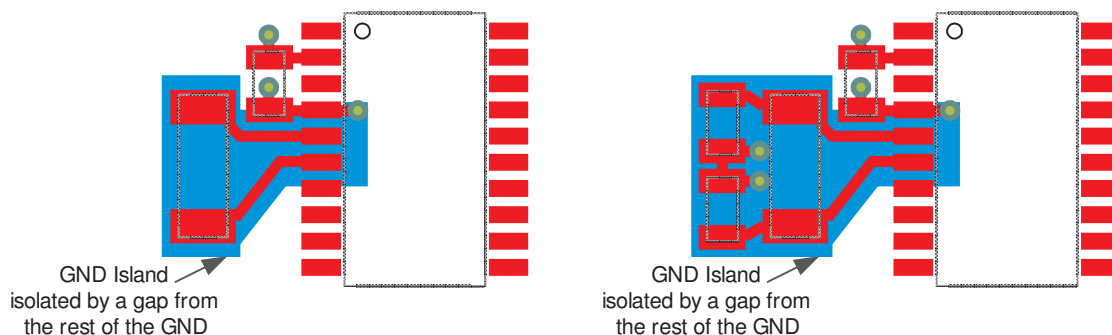 GND Island
isolated by a gap from
the rest of the GND
GND Island
isolated by a gap from
the rest of the GND